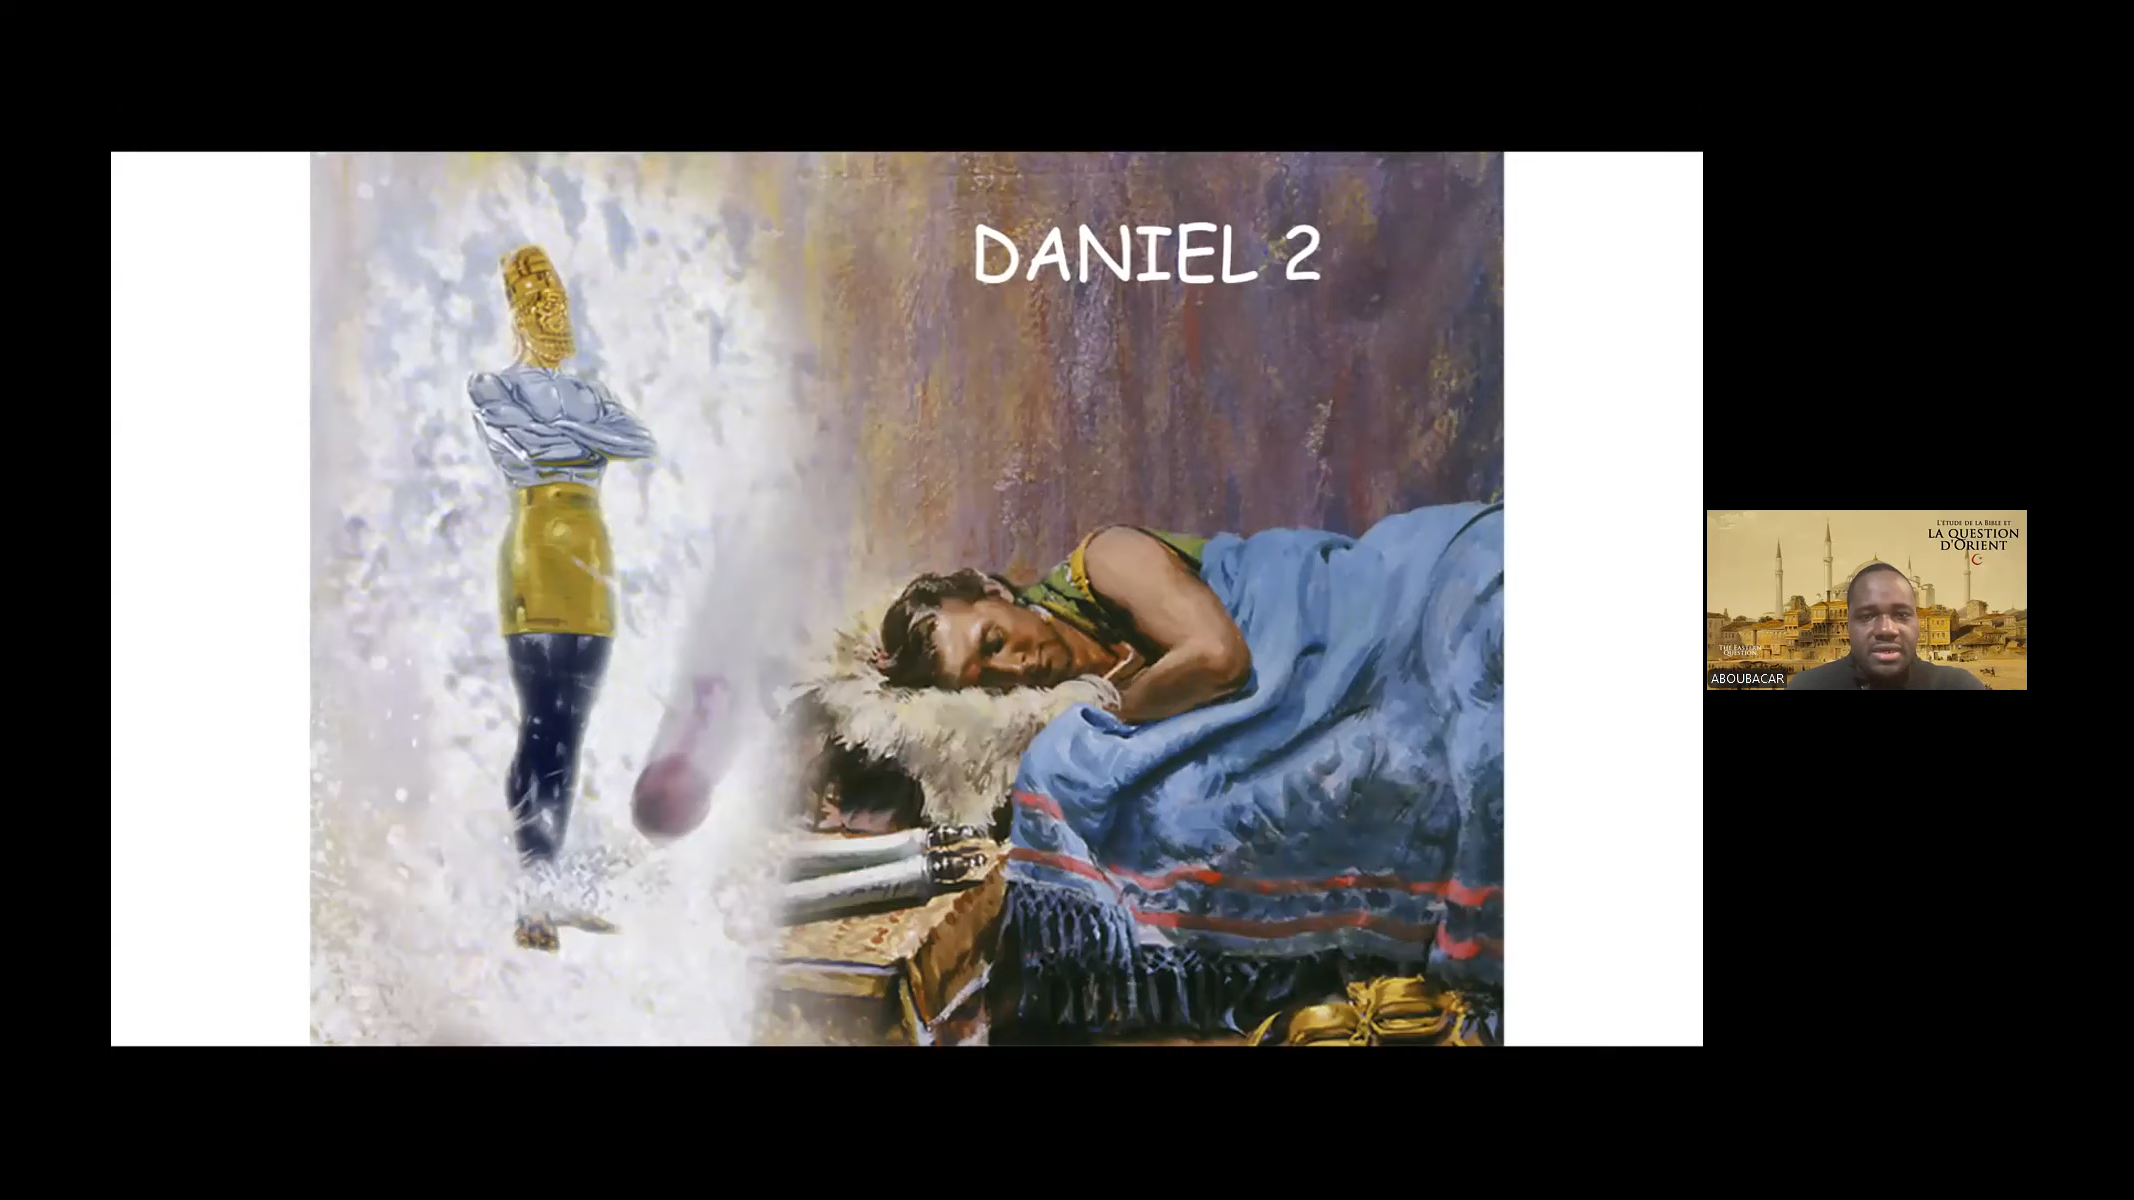 DANIEL 2
L'ÉTUDE DE LA BIBLE ET
LA QUESTION
D'ORIENT
THE EASTERN
QUESTION
ABOUBACAR